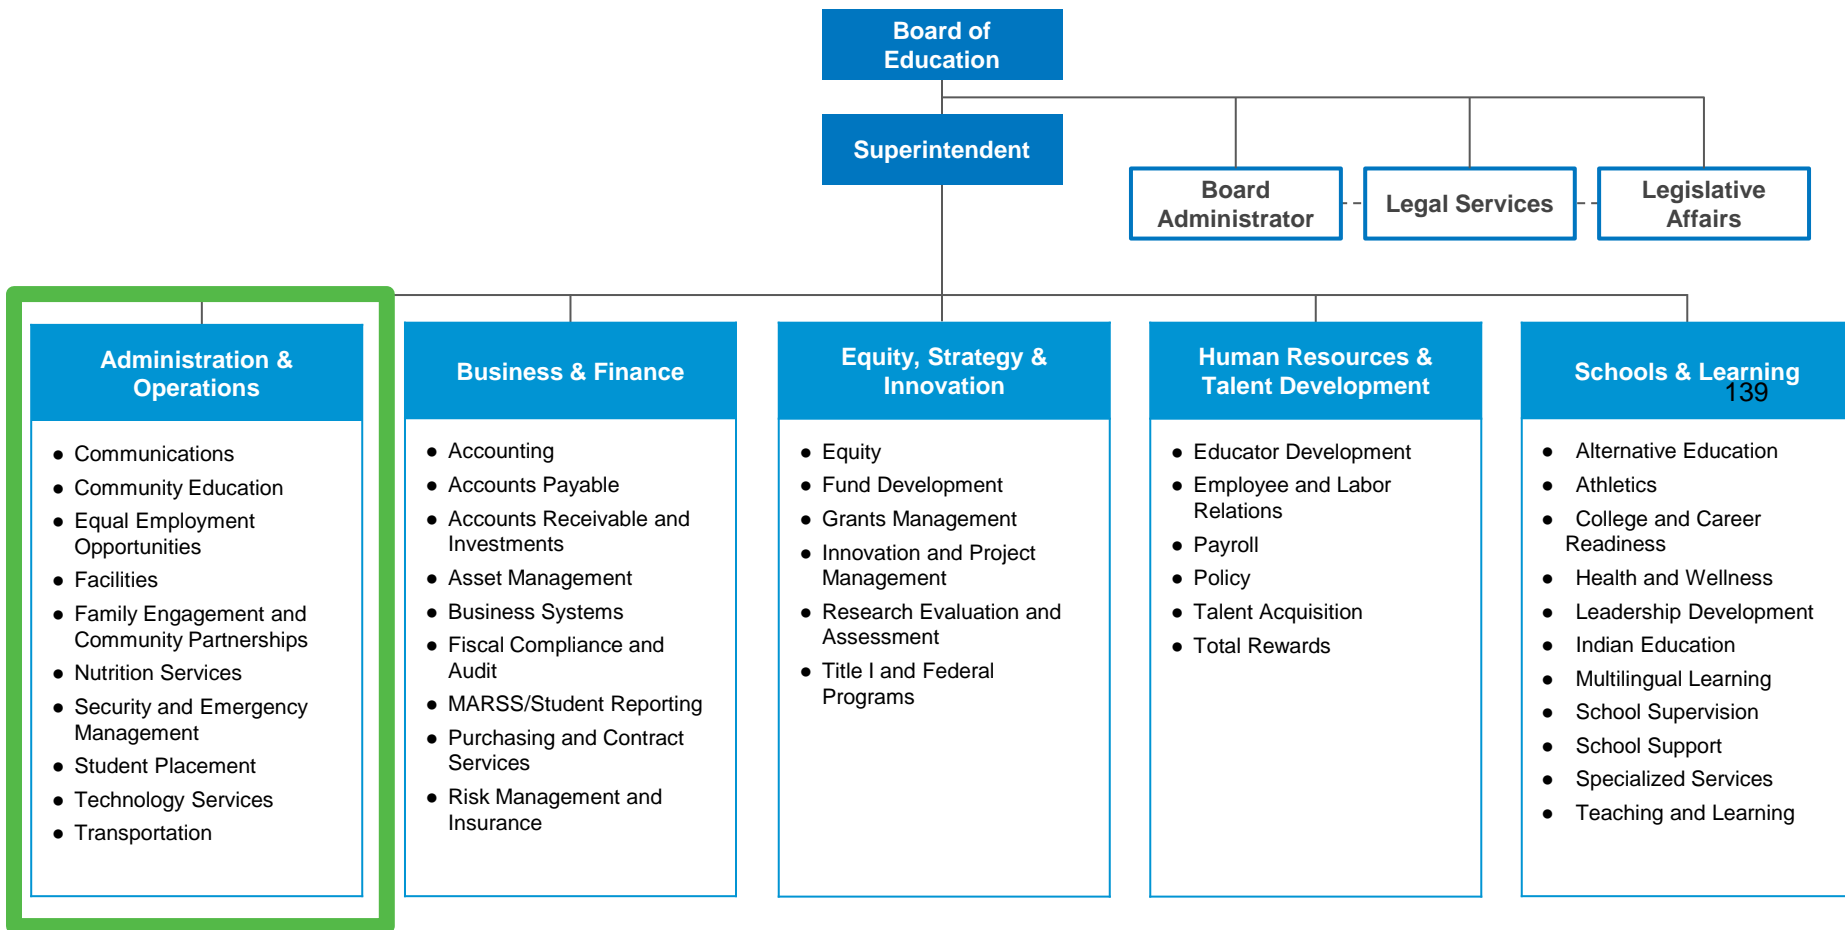 Board of
Education
Superintendent
Board
Administrator
Legal Services
Legislative
Affairs
Administration &
Operations
● Communications
● Community Education
● Equal Employment
Opportunities
● Facilities
● Family Engagement and
Community Partnerships
● Nutrition Services
● Security and Emergency
Management
● Student Placement
● Technology Services
● Transportation
Business & Finance
● Accounting
● Accounts Payable
● Accounts Receivable and
Investments
● Asset Management
● Business Systems
● Fiscal Compliance and
Audit
● MARSS/Student Reporting
● Purchasing and Contract
Services
● Risk Management and
Insurance
Equity, Strategy &
Innovation
● Equity
● Fund Development
● Grants Management
● Innovation and Project
Management
● Research Evaluation and
Assessment
● Title I and Federal
Programs
Human Resources &
Talent Development
● Educator Development
● Employee and Labor
Relations
● Payroll
● Policy
● Talent Acquisition
● Total Rewards
Schools & Learning
139
● Alternative Education
● Athletics
● College and Career
Readiness
● Health and Wellness
● Leadership Development
● Indian Education
● Multilingual Learning
● School Supervision
● School Support
● Specialized Services
● Teaching and Learning